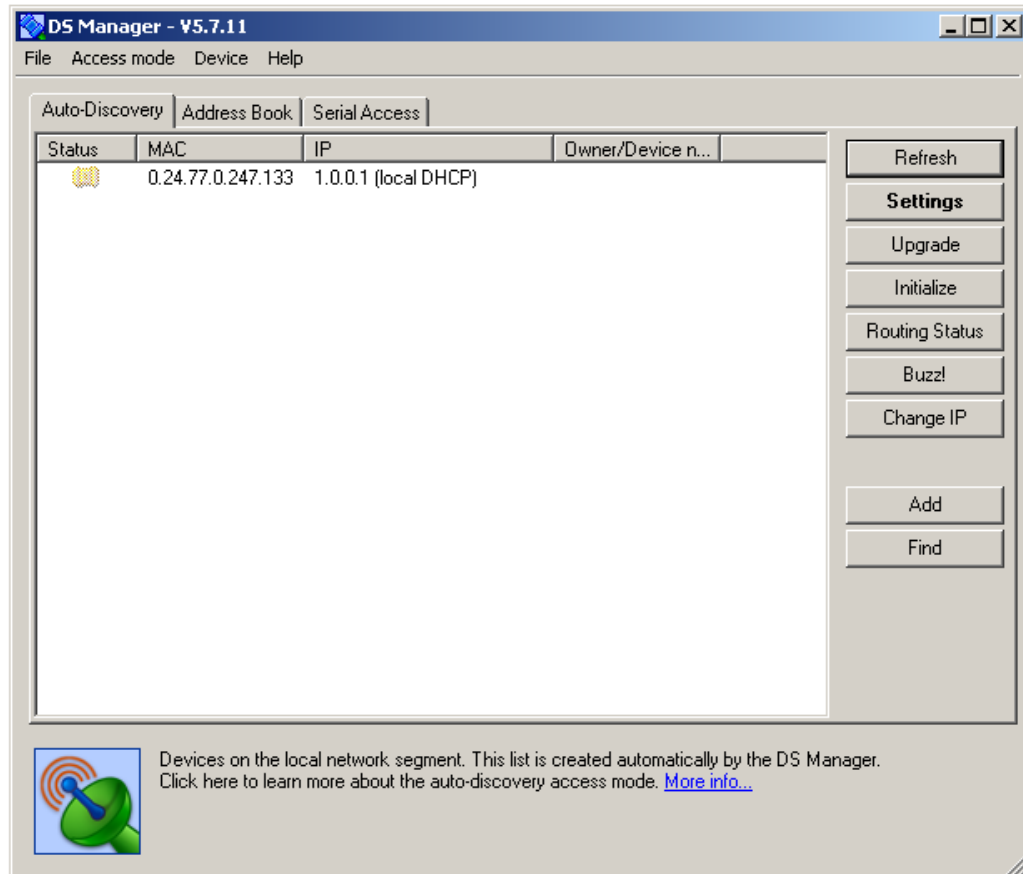 DS Manager - V5.7.11
File Access mode Device Help
Auto-Discovery Address Book Serial Access
Status MAC IP Owner/Device n...
0.24.77.0.247.133 1.0.0.1 (local DHCP)
Refresh
Settings
Upgrade
Initialize
Routing Status
Buzz!
Change IP
Add
Find
Devices on the local network segment. This list is created automatically by the DS Manager.
Click here to learn more about the auto-discovery access mode. More info...